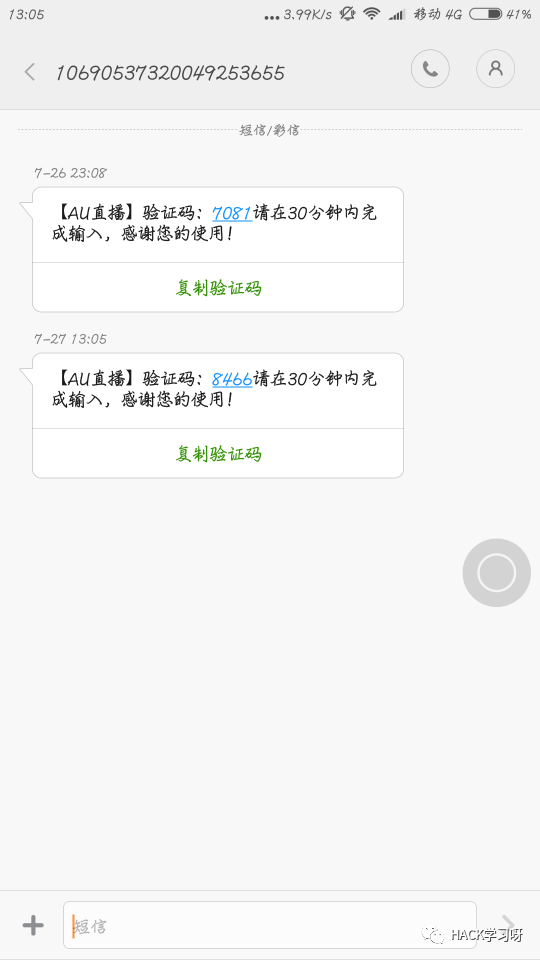 13:05 ... 3.99K/s 移动 4G 41%
10690537320049253655
短信/彩信
7-26 23:08
【AU直播】验证码：7081请在30分钟内完
成输入，感谢您的使用！
复制验证码
7-27 13:05
【AU直播】验证码：8466请在30分钟内完
成输入，感谢您的使用！
复制验证码
短信
HACK学习呀